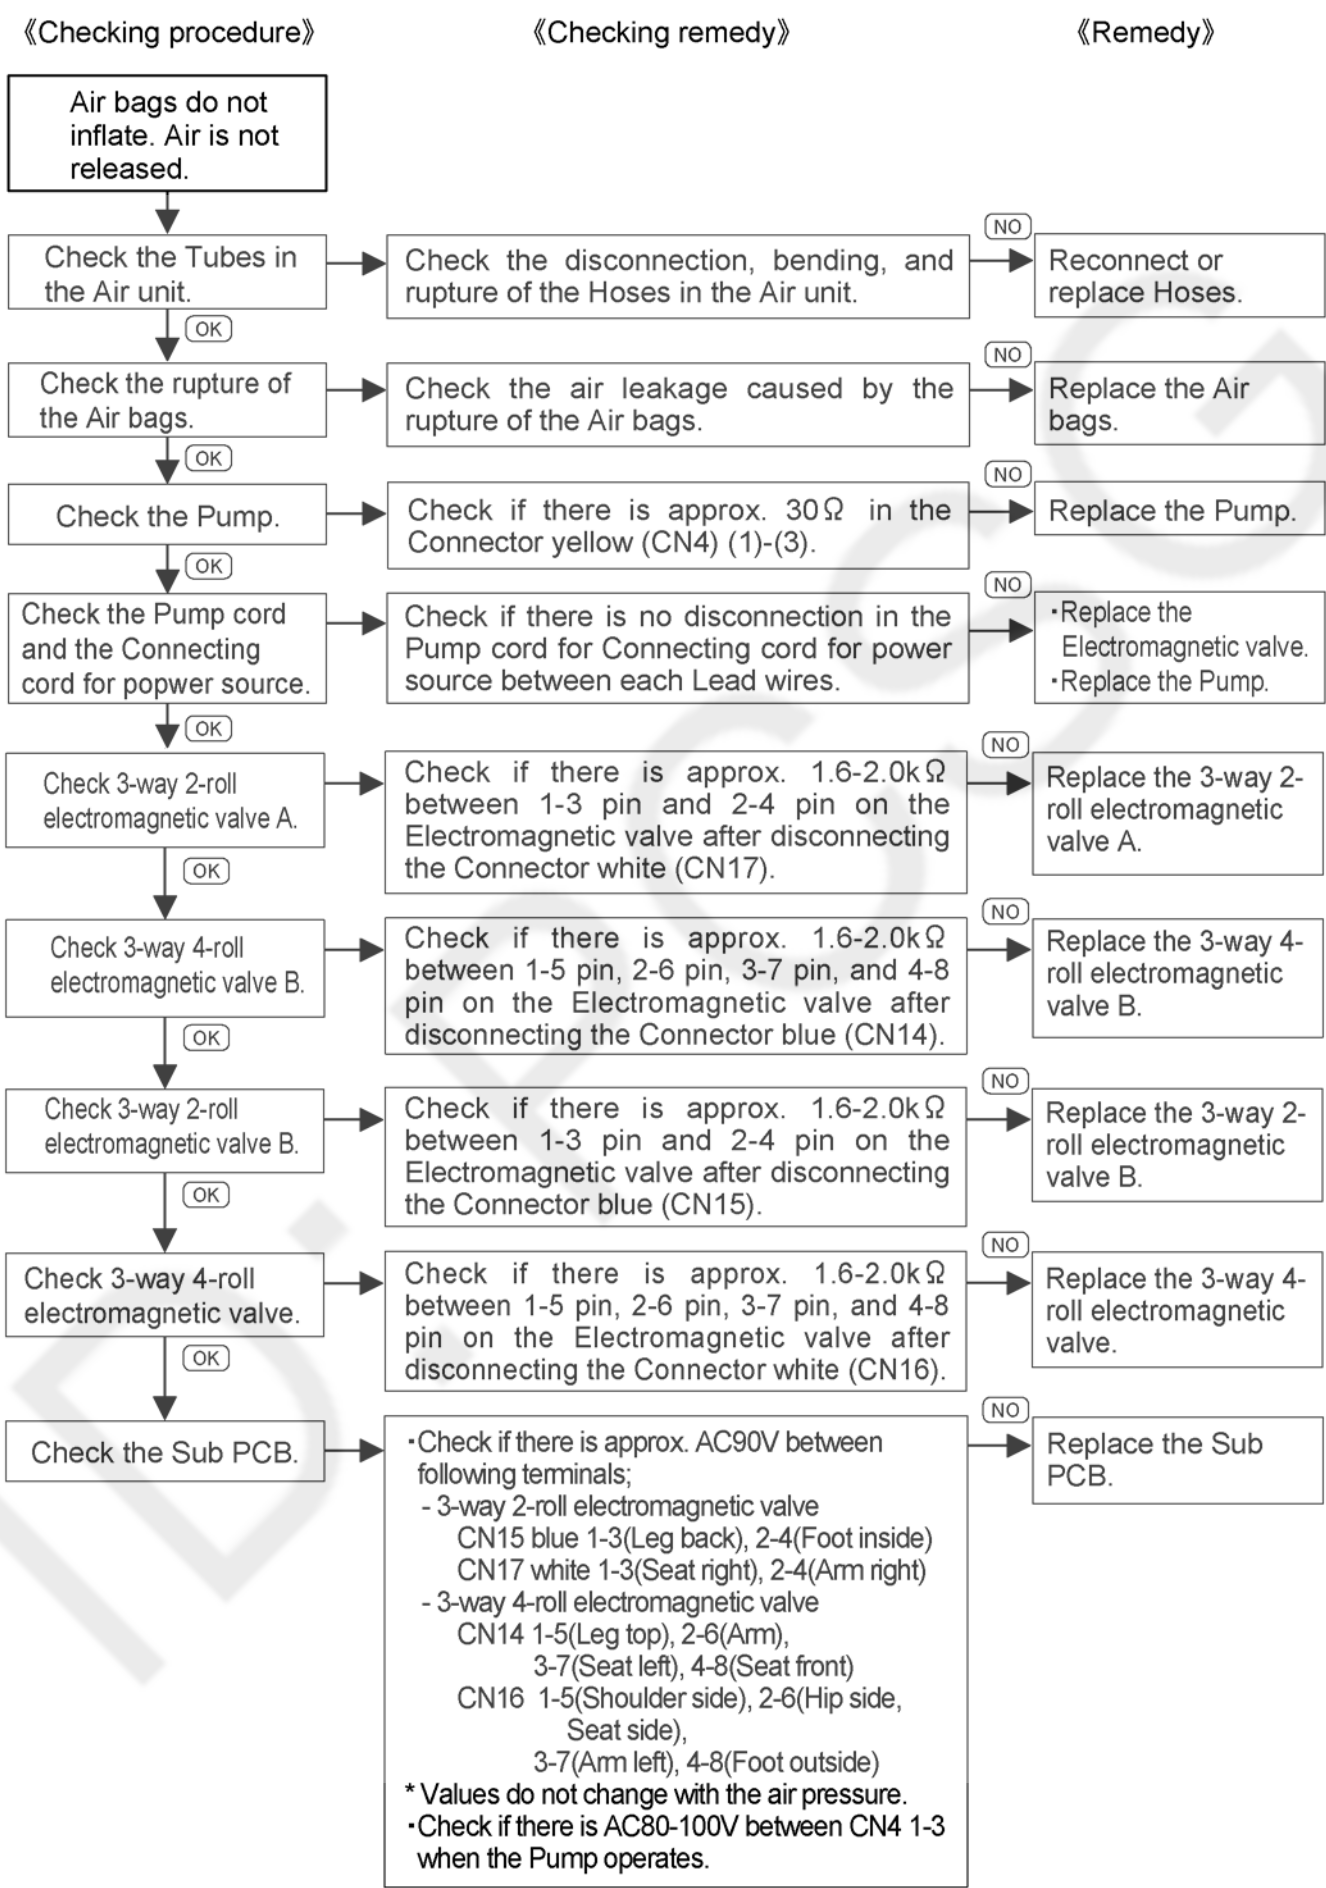 《Checking procedure》
《Checking remedy》
《Remedy》
Air bags do not
inflate. Air is not
released.
Check the Tubes in
the Air unit.
Check the disconnection, bending, and
rupture of the Hoses in the Air unit.
NO
Reconnect or
replace Hoses.
OK
Check the rupture of
the Air bags.
Check the air leakage caused by the
rupture of the Air bags.
NO
Replace the Air
bags.
OK
Check the Pump.
Check if there is approx. 30Ω in the
Connector yellow (CN4) (1)-(3).
NO
Replace the Pump.
OK
Check the Pump cord
and the Connecting
cord for popwer source.
Check if there is no disconnection in the
Pump cord for Connecting cord for power
source between each Lead wires.
NO
・Replace the
Electromagnetic valve.
・Replace the Pump.
OK
Check 3-way 2-roll
electromagnetic valve A.
Check if there is approx. 1.6-2.0kΩ
between 1-3 pin and 2-4 pin on the
Electromagnetic valve after disconnecting
the Connector white (CN17).
NO
Replace the 3-way 2-
roll electromagnetic
valve A.
OK
Check 3-way 4-roll
electromagnetic valve B.
Check if there is approx. 1.6-2.0kΩ
between 1-5 pin, 2-6 pin, 3-7 pin, and 4-8
pin on the Electromagnetic valve after
disconnecting the Connector blue (CN14).
NO
Replace the 3-way 4-
roll electromagnetic
valve B.
OK
Check 3-way 2-roll
electromagnetic valve B.
Check if there is approx. 1.6-2.0kΩ
between 1-3 pin and 2-4 pin on the
Electromagnetic valve after disconnecting
the Connector blue (CN15).
NO
Replace the 3-way 2-
roll electromagnetic
valve B.
OK
Check 3-way 4-roll
electromagnetic valve.
Check if there is approx. 1.6-2.0kΩ
between 1-5 pin, 2-6 pin, 3-7 pin, and 4-8
pin on the Electromagnetic valve after
disconnecting the Connector white (CN16).
NO
Replace the 3-way 4-
roll electromagnetic
valve.
OK
Check the Sub PCB.
・Check if there is approx. AC90V between
following terminals;
- 3-way 2-roll electromagnetic valve
CN15 blue 1-3(Leg back), 2-4(Foot inside)
CN17 white 1-3(Seat right), 2-4(Arm right)
- 3-way 4-roll electromagnetic valve
CN14 1-5(Leg top), 2-6(Arm),
3-7(Seat left), 4-8(Seat front)
CN16 1-5(Shoulder side), 2-6(Hip side,
Seat side),
3-7(Arm left), 4-8(Foot outside)
* Values do not change with the air pressure.
・Check if there is AC80-100V between CN4 1-3
when the Pump operates.
NO
Replace the Sub
PCB.
ID: PCSG